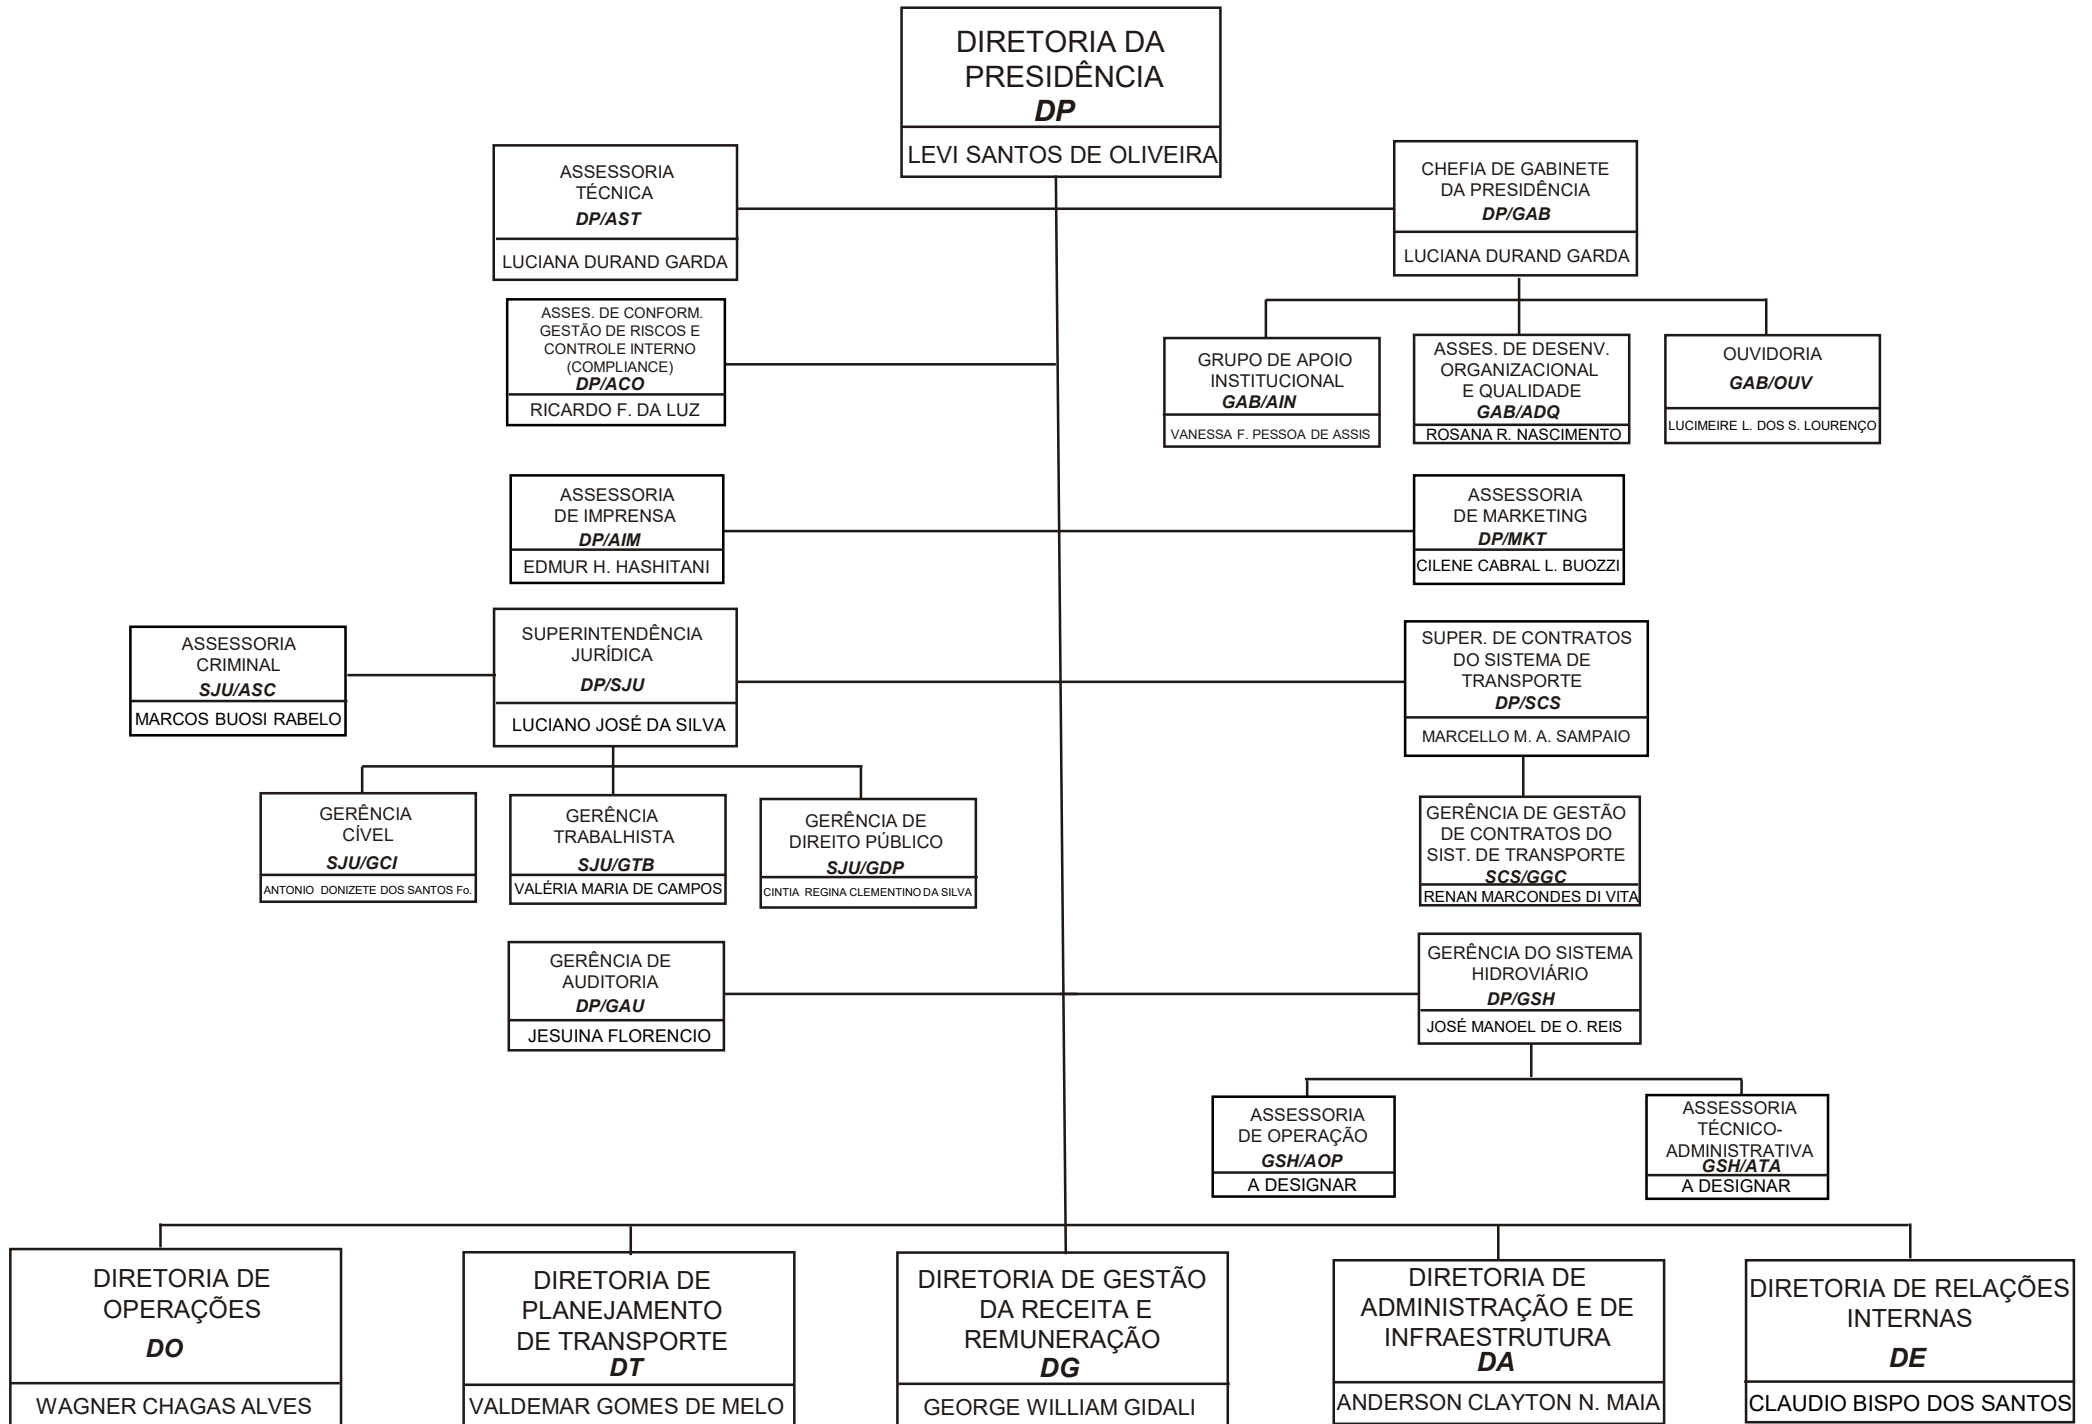 DIRETORIA DA
PRESIDÊNCIA
DP
LEVI SANTOS DE OLIVEIRA
ASSESSORIA
TÉCNICA
DP/AST
LUCIANA DURAND GARDA
CHEFIA DE GABINETE
DA PRESIDÊNCIA
DP/GAB
LUCIANA DURAND GARDA
ASSES. DE CONFORM.
GESTÃO DE RISCOS E
CONTROLE INTERNO
(COMPLIANCE)
DP/ACO
RICARDO F. DA LUZ
GRUPO DE APOIO
INSTITUCIONAL
GAB/AIN
VANESSA F. PESSOA DE ASSIS
ASSES. DE DESENV.
ORGANIZACIONAL
E QUALIDADE
GAB/ADQ
ROSANA R. NASCIMENTO
OUVIDORIA
GAB/OUV
LUCIMEIRE L. DOS S. LOURENÇO
ASSESSORIA
DE IMPRENSA
DP/AIM
EDMUR H. HASHITANI
ASSESSORIA
DE MARKETING
DP/MKT
CILENE CABRAL L. BUOZZI
ASSESSORIA
CRIMINAL
SJU/ASC
MARCOS BUOSI RABELO
SUPERINTENDÊNCIA
JURÍDICA
DP/SJU
LUCIANO JOSÉ DA SILVA
SUPER. DE CONTRATOS
DO SISTEMA DE
TRANSPORTE
DP/SCS
MARCELLO M. A. SAMPAIO
GERÊNCIA
CÍVEL
SJU/GCI
ANTONIO DONIZETE DOS SANTOS Fo.
GERÊNCIA
TRABALHISTA
SJU/GTB
VALÉRIA MARIA DE CAMPOS
GERÊNCIA DE
DIREITO PÚBLICO
SJU/GDP
CINTIA REGINA CLEMENTINO DA SILVA
GERÊNCIA DE GESTÃO
DE CONTRATOS DO
SIST. DE TRANSPORTE
SCS/GGC
RENAN MARCONDES DI VITA
GERÊNCIA DE
AUDITORIA
DP/GAU
JESUINA FLORENCIO
GERÊNCIA DO SISTEMA
HIDROVIÁRIO
DP/GSH
JOSÉ MANOEL DE O. REIS
ASSESSORIA
DE OPERAÇÃO
GSH/AOP
A DESIGNAR
ASSESSORIA
TÉCNICO-
ADMINISTRATIVA
GSH/ATA
A DESIGNAR
DIRETORIA DE
OPERAÇÕES
DO
WAGNER CHAGAS ALVES
DIRETORIA DE
PLANEJAMENTO
DE TRANSPORTE
DT
VALDEMAR GOMES DE MELO
DIRETORIA DE GESTÃO
DA RECEITA E
REMUNERAÇÃO
DG
GEORGE WILLIAM GIDALI
DIRETORIA DE
ADMINISTRAÇÃO E DE
INFRAESTRUTURA
DA
ANDERSON CLAYTON N. MAIA
DIRETORIA DE RELAÇÕES
INTERNAS
DE
CLAUDIO BISPO DOS SANTOS